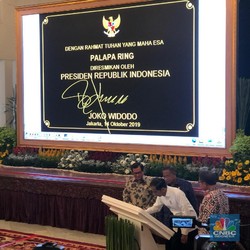 DENGAN RAHMAT TUHAN YANG MAHA ESA
PALAPA RING
DIRESMIKAN OLEH
PRESIDEN REPUBLIK INDONESIA
JOKO WIDODO
Jakarta, 14 Oktober 2019
CNBC